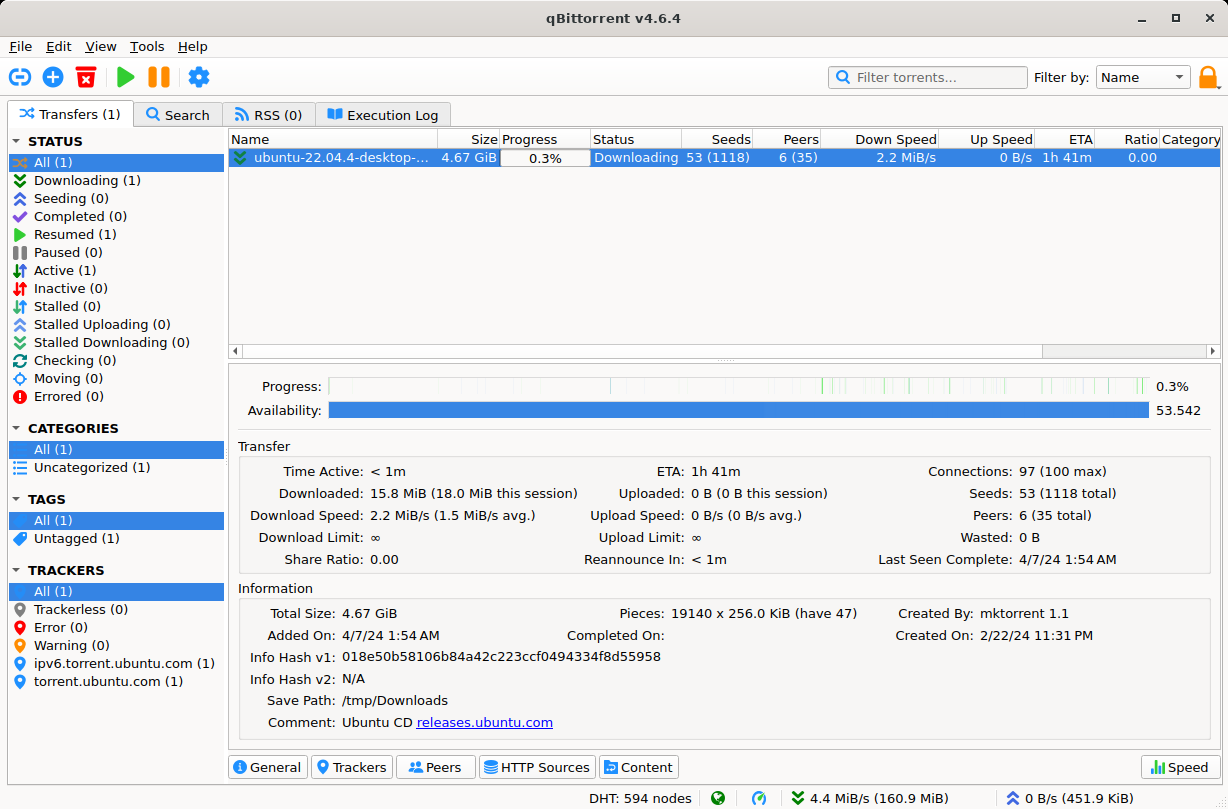 qBittorrent v4.6.4
File Edit View Tools Help
Filter torrents... Filter by: Name
Transfers (1) Search RSS (0) Execution Log
STATUS
All (1)
Downloading (1)
Seeding (0)
Completed (0)
Resumed (1)
Paused (0)
Active (1)
Inactive (0)
Stalled (0)
Stalled Uploading (0)
Stalled Downloading (0)
Checking (0)
Moving (0)
Errored (0)
CATEGORIES
All (1)
Uncategorized (1)
TAGS
All (1)
Untagged (1)
TRACKERS
All (1)
Trackerless (0)
Error (0)
Warning (0)
ipv6.torrent.ubuntu.com (1)
torrent.ubuntu.com (1)
Name Size Progress Status Seeds Peers Down Speed Up Speed ETA Ratio Category
ubuntu-22.04.4-desktop-... 4.67 GiB 0.3% Downloading 53 (1118) 6 (35) 2.2 MiB/s 0 B/s 1h 41m 0.00
Progress: 0.3%
Availability: 53.542
Transfer
Time Active: < 1m ETA: 1h 41m Connections: 97 (100 max)
Downloaded: 15.8 MiB (18.0 MiB this session) Uploaded: 0 B (0 B this session) Seeds: 53 (1118 total)
Download Speed: 2.2 MiB/s (1.5 MiB/s avg.) Upload Speed: 0 B/s (0 B/s avg.) Peers: 6 (35 total)
Download Limit: ∞ Upload Limit: ∞ Wasted: 0 B
Share Ratio: 0.00 Reannounce In: < 1m Last Seen Complete: 4/7/24 1:54 AM
Information
Total Size: 4.67 GiB Pieces: 19140 x 256.0 KiB (have 47) Created By: mktorrent 1.1
Added On: 4/7/24 1:54 AM Completed On: Created On: 2/22/24 11:31 PM
Info Hash v1: 018e50b58106b84a42c223ccf0494334f8d55958
Info Hash v2: N/A
Save Path: /tmp/Downloads
Comment: Ubuntu CD releases.ubuntu.com
General Trackers Peers HTTP Sources Content Speed
DHT: 594 nodes 4.4 MiB/s (160.9 MiB) 0 B/s (451.9 KiB)